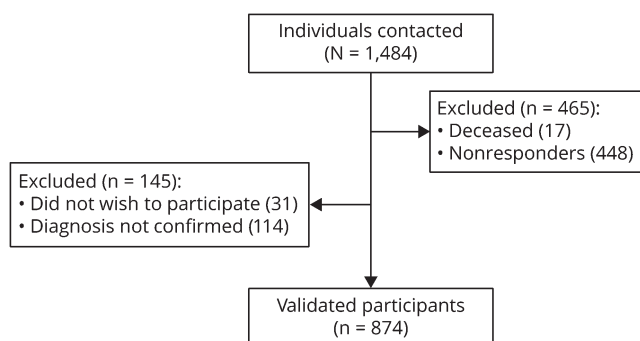 Individuals contacted
(N = 1,484)
Excluded (n = 465):
• Deceased (17)
• Nonresponders (448)
Excluded (n = 145):
• Did not wish to participate (31)
• Diagnosis not confirmed (114)
Validated participants
(n = 874)